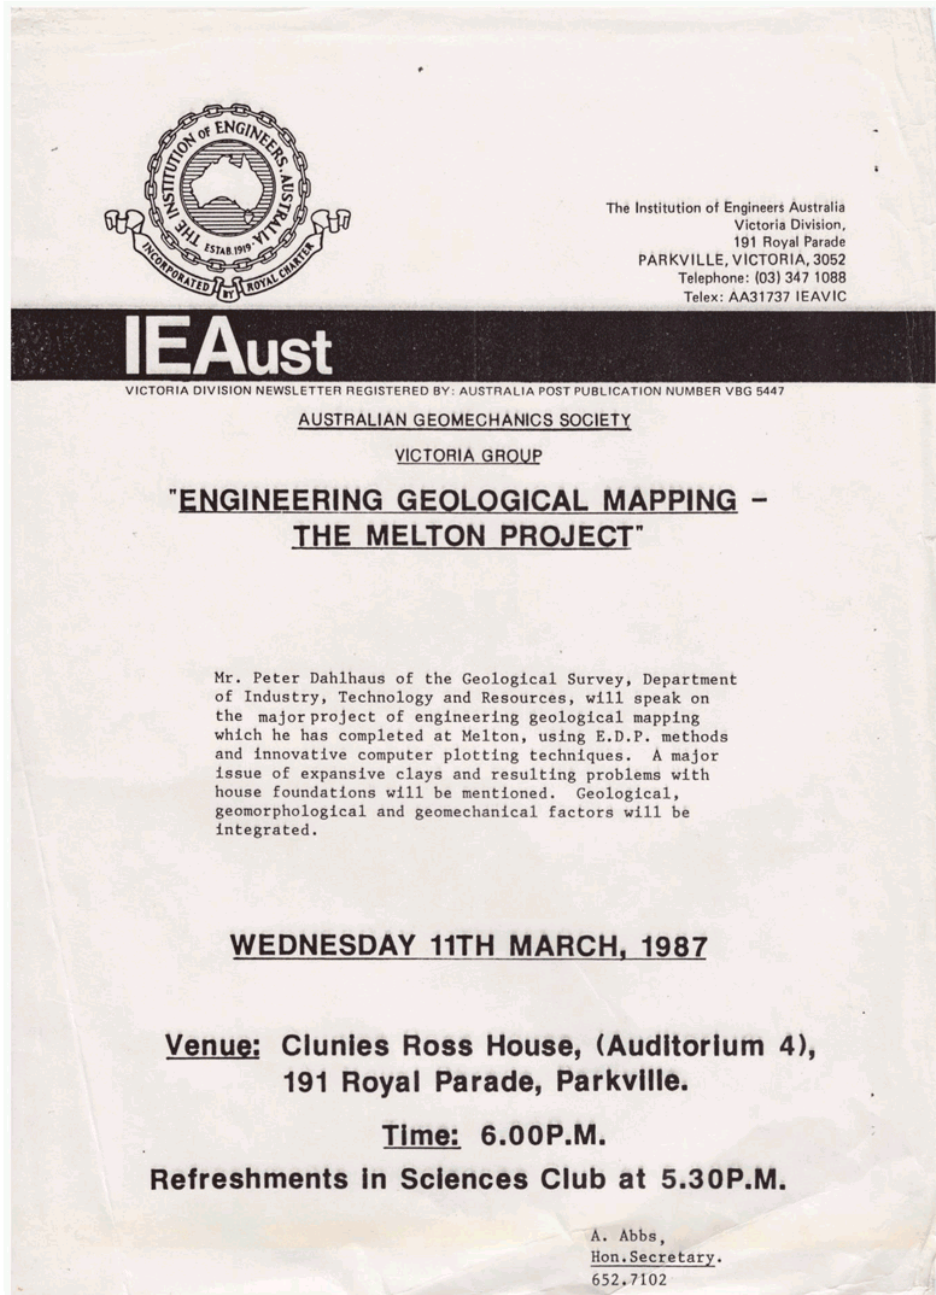 THE INSTITUTION OF ENGINEERS. AUSTRALIA
ESTAB. 1919
INCORPORATED BY ROYAL CHARTER
The Institution of Engineers Australia
Victoria Division,
191 Royal Parade
PARKVILLE, VICTORIA, 3052
Telephone: (03) 347 1088
Telex: AA31737 IEAVIC
IEAust
VICTORIA DIVISION NEWSLETTER REGISTERED BY: AUSTRALIA POST PUBLICATION NUMBER VBG 5447
AUSTRALIAN GEOMECHANICS SOCIETY
VICTORIA GROUP
"ENGINEERING GEOLOGICAL MAPPING –
THE MELTON PROJECT"
Mr. Peter Dahlhaus of the Geological Survey, Department
of Industry, Technology and Resources, will speak on
the major project of engineering geological mapping
which he has completed at Melton, using E.D.P. methods
and innovative computer plotting techniques. A major
issue of expansive clays and resulting problems with
house foundations will be mentioned. Geological,
geomorphological and geomechanical factors will be
integrated.
WEDNESDAY 11TH MARCH, 1987
Venue: Clunies Ross House, (Auditorium 4),
191 Royal Parade, Parkville.
Time: 6.00P.M.
Refreshments in Sciences Club at 5.30P.M.
A. Abbs,
Hon.Secretary.
652.7102